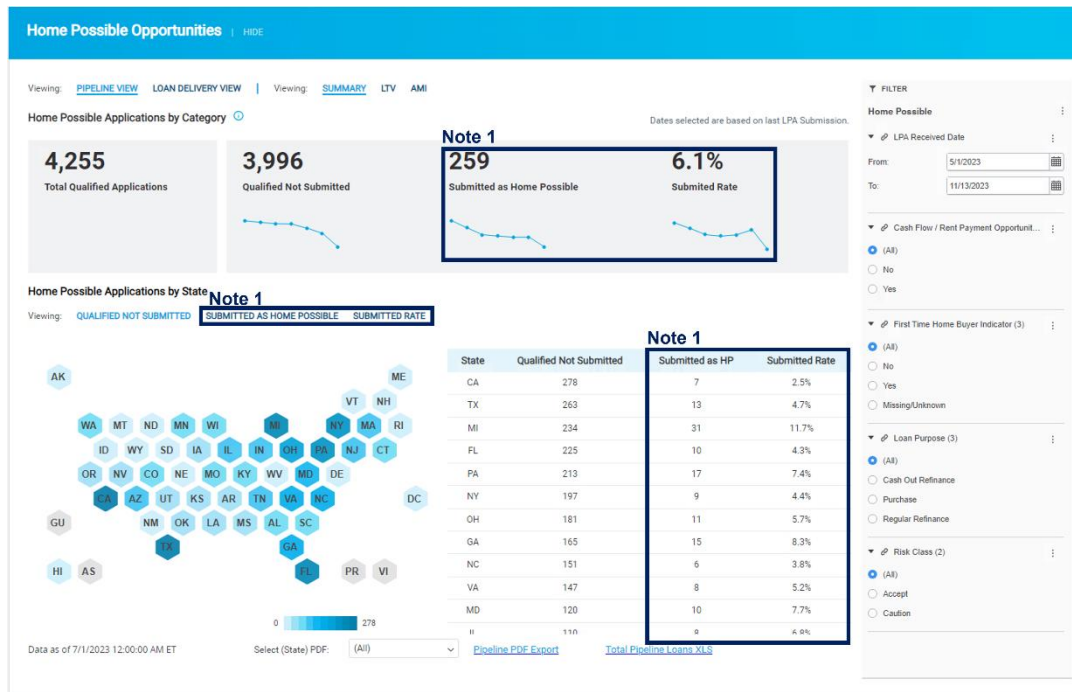 Home Possible Opportunities | HIDE
Viewing: PIPELINE VIEW LOAN DELIVERY VIEW | Viewing: SUMMARY LTV AMI
Home Possible Applications by Category
Dates selected are based on last LPA Submission.
Note 1
4,255
Total Qualified Applications
3,996
Qualified Not Submitted
259
Submitted as Home Possible
6.1%
Submited Rate
Home Possible Applications by State
Note 1
Viewing: QUALIFIED NOT SUBMITTED SUBMITTED AS HOME POSSIBLE SUBMITTED RATE
AK ME
VT NH
WA MT ND MN WI MI NY MA RI
ID WY SD IA IL IN OH PA NJ CT
OR NV CO NE MO KY WV MD DE
CA AZ UT KS AR TN VA NC DC
GU NM OK LA MS AL SC
TX GA
HI AS FL PR VI
0 278
Note 1
State Qualified Not Submitted Submitted as HP Submitted Rate
CA 278 7 2.5%
TX 263 13 4.7%
MI 234 31 11.7%
FL 225 10 4.3%
PA 213 17 7.4%
NY 197 9 4.4%
OH 181 11 5.7%
GA 165 15 8.3%
NC 151 6 3.8%
VA 147 8 5.2%
MD 120 10 7.7%
IL 110 8 6.8%
Data as of 7/1/2023 12:00:00 AM ET
Select (State) PDF: (All)
Pipeline PDF Export
Total Pipeline Loans XLS
FILTER
Home Possible
LPA Received Date
From: 5/1/2023
To: 11/13/2023
Cash Flow / Rent Payment Opportunit...
(All)
No
Yes
First Time Home Buyer Indicator (3)
(All)
No
Yes
Missing/Unknown
Loan Purpose (3)
(All)
Cash Out Refinance
Purchase
Regular Refinance
Risk Class (2)
(All)
Accept
Caution